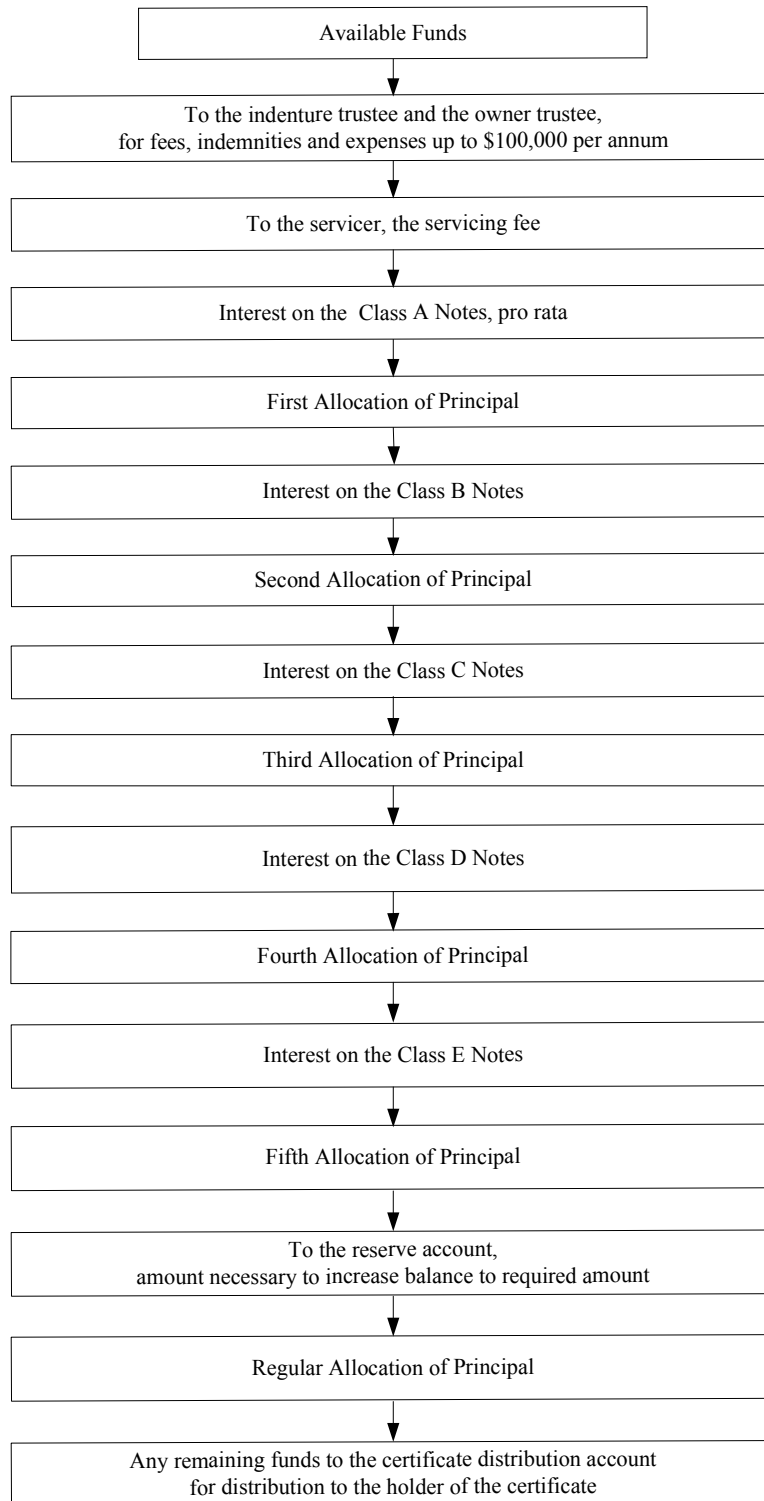 Available Funds
To the indenture trustee and the owner trustee,
for fees, indemnities and expenses up to $100,000 per annum
To the servicer, the servicing fee
Interest on the Class A Notes, pro rata
First Allocation of Principal
Interest on the Class B Notes
Second Allocation of Principal
Interest on the Class C Notes
Third Allocation of Principal
Interest on the Class D Notes
Fourth Allocation of Principal
Interest on the Class E Notes
Fifth Allocation of Principal
To the reserve account,
amount necessary to increase balance to required amount
Regular Allocation of Principal
Any remaining funds to the certificate distribution account
for distribution to the holder of the certificate